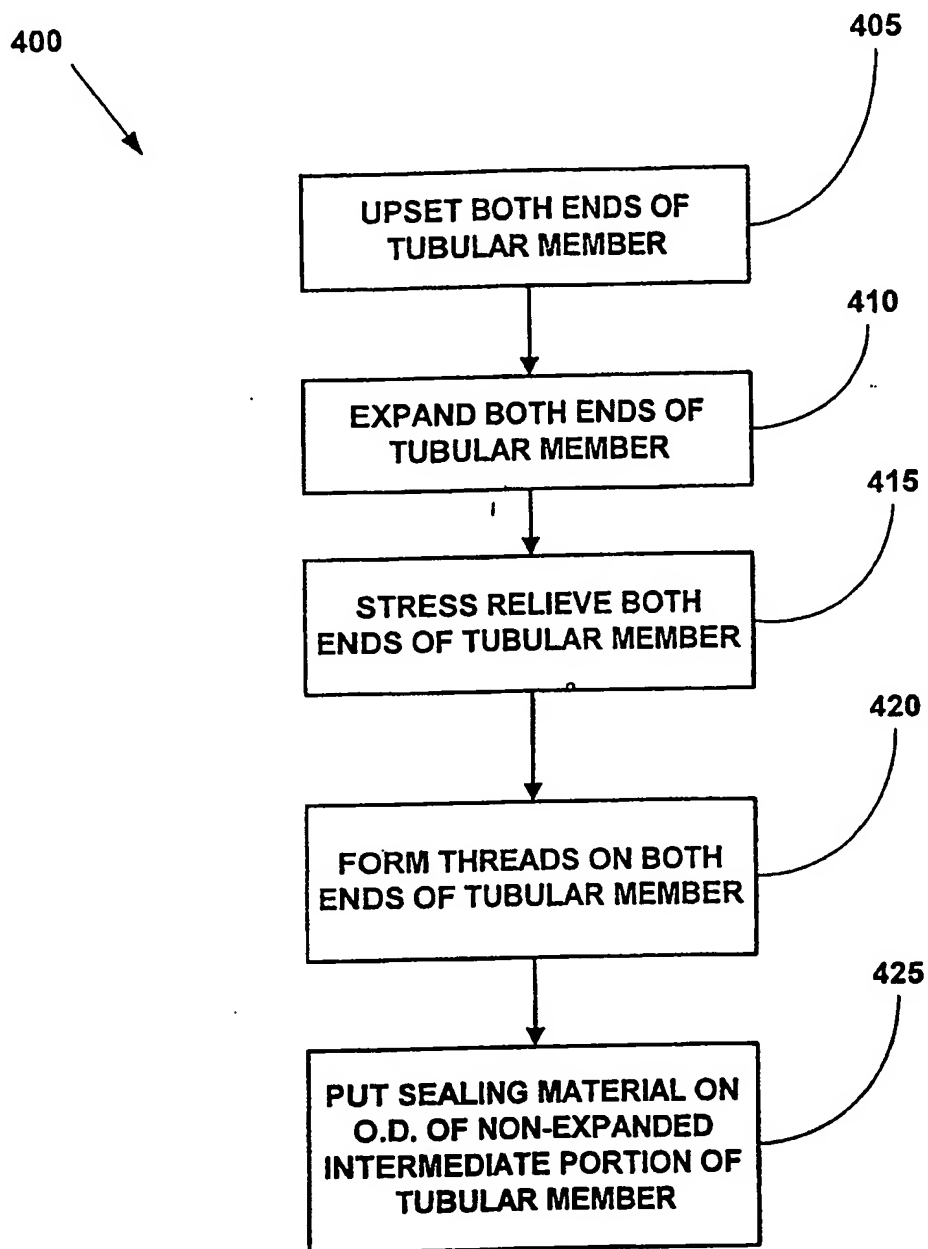 400
405
UPSET BOTH ENDS OF
TUBULAR MEMBER
410
EXPAND BOTH ENDS OF
TUBULAR MEMBER
415
STRESS RELIEVE BOTH
ENDS OF TUBULAR MEMBER
420
FORM THREADS ON BOTH
ENDS OF TUBULAR MEMBER
425
PUT SEALING MATERIAL ON
O.D. OF NON-EXPANDED
INTERMEDIATE PORTION OF
TUBULAR MEMBER